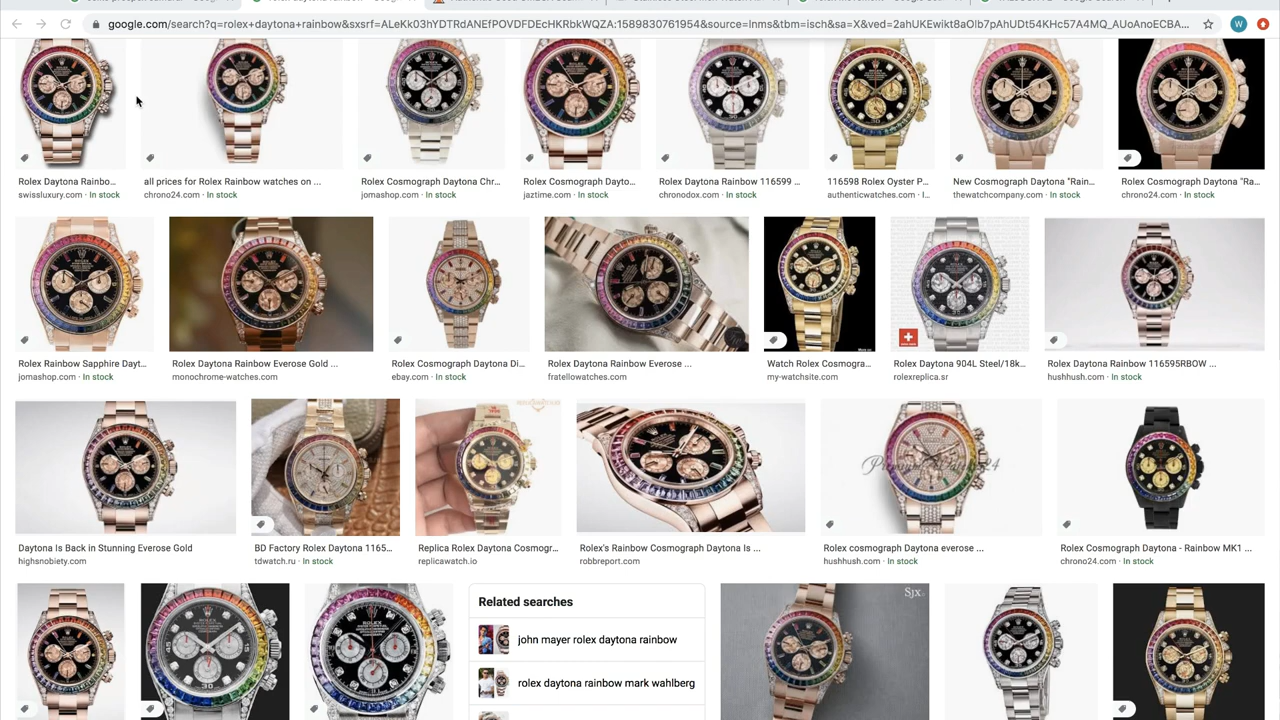 google.com/search?q=rolex+daytona+rainbow&sxsrf=ALeKk03hYDTRdANEfPOVDFDEcHKRbkWQZA:1589830761954&source=lnms&tbm=isch&sa=X&ved=2ahUKEwikt8aOlb7pAhUDt54KHc57A4MQ_AUoAnoECBA...
W
Rolex Daytona Rainbo...
swissluxury.com · In stock
all prices for Rolex Rainbow watches on ...
chrono24.com · In stock
Rolex Cosmograph Daytona Chr...
jomashop.com · In stock
Rolex Cosmograph Dayto...
jaztime.com · In stock
Rolex Daytona Rainbow 116599 ...
chronodox.com · In stock
116598 Rolex Oyster P...
authenticwatches.com · I...
New Cosmograph Daytona "Rain...
thewatchcompany.com · In stock
Rolex Cosmograph Daytona "Ra...
chrono24.com · In stock
Rolex Rainbow Sapphire Dayt...
jomashop.com · In stock
Rolex Daytona Rainbow Everose Gold ...
monochrome-watches.com
Rolex Cosmograph Daytona Di...
ebay.com · In stock
Rolex Daytona Rainbow Everose ...
fratellowatches.com
Watch Rolex Cosmogra...
my-watchsite.com
Rolex Daytona 904L Steel/18k...
rolexreplica.sr
Rolex Daytona Rainbow 116595RBOW ...
hushhush.com · In stock
Daytona Is Back in Stunning Everose Gold
highsnobiety.com
BD Factory Rolex Daytona 1165...
tdwatch.ru · In stock
Replica Rolex Daytona Cosmogr...
replicawatch.io
Rolex's Rainbow Cosmograph Daytona Is ...
robbreport.com
Rolex cosmograph Daytona everose ...
hushhush.com · In stock
Rolex Cosmograph Daytona - Rainbow MK1 ...
chrono24.com · In stock
Related searches
john mayer rolex daytona rainbow
rolex daytona rainbow mark wahlberg
SJX
ROLEX
ROLEX
30